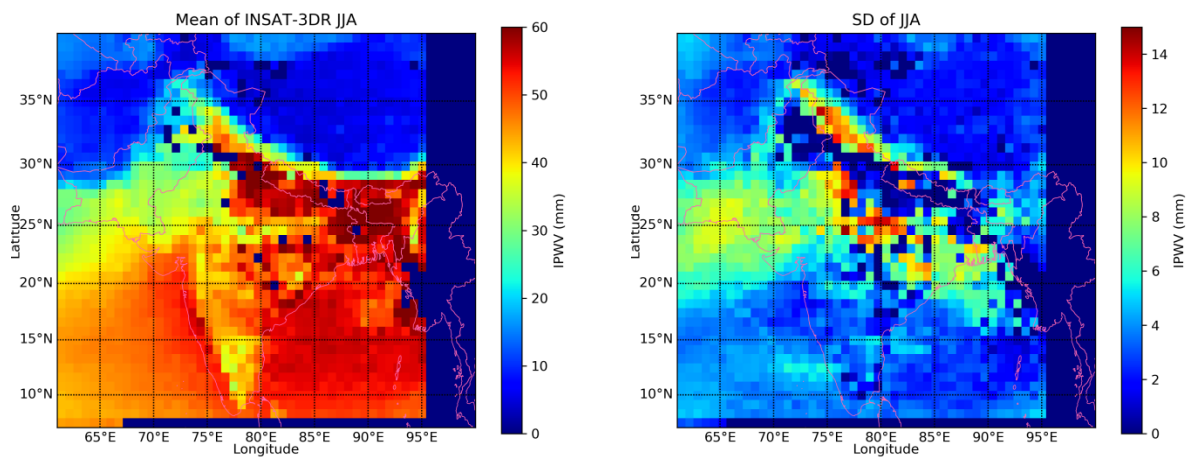 Mean of INSAT-3DR JJA
SD of JJA
Latitude
35°N
30°N
25°N
20°N
15°N
10°N
65°E 70°E 75°E 80°E 85°E 90°E 95°E
Longitude
60
50
40
30
20
10
0
IPWV (mm)
Latitude
35°N
30°N
25°N
20°N
15°N
10°N
65°E 70°E 75°E 80°E 85°E 90°E 95°E
Longitude
14
12
10
8
6
4
2
0
IPWV (mm)